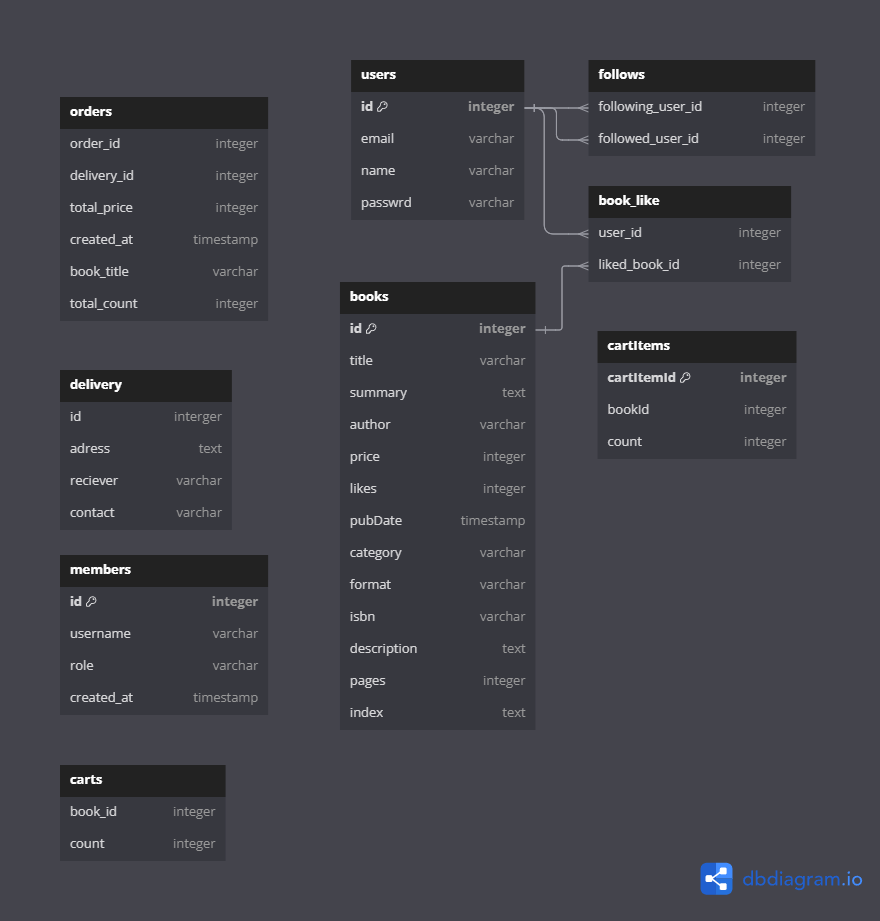 orders
order_id integer
delivery_id integer
total_price integer
created_at timestamp
book_title varchar
total_count integer
delivery
id interger
adress text
reciever varchar
contact varchar
members
id integer
username varchar
role varchar
created_at timestamp
carts
book_id integer
count integer
users
id integer
email varchar
name varchar
passwrd varchar
books
id integer
title varchar
summary text
author varchar
price integer
likes integer
pubDate timestamp
category varchar
format varchar
isbn varchar
description text
pages integer
index text
follows
following_user_id integer
followed_user_id integer
book_like
user_id integer
liked_book_id integer
cartItems
cartItemId integer
bookId integer
count integer
dbdiagram.io